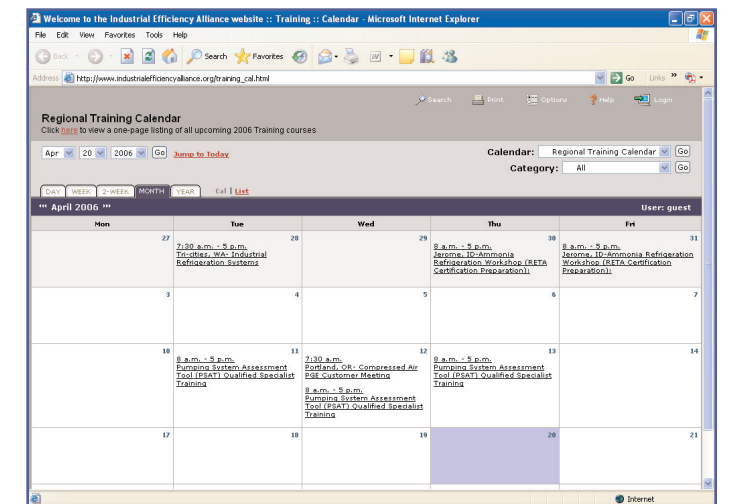 Welcome to the Industrial Efficiency Alliance website :: Training :: Calendar - Microsoft Internet Explorer
File Edit View Favorites Tools Help
Back Search Favorites
Address http://www.industrialefficiencyalliance.org/training_cal.html Go Links »
Search Print Options Help Login
Regional Training Calendar
Click here to view a one-page listing of all upcoming 2006 Training courses
Apr 20 2006 Go Jump to Today
Calendar: Regional Training Calendar Go
Category: All Go
DAY WEEK 2-WEEK MONTH YEAR Cal | List
April 2006 User: guest
Mon Tue Wed Thu Fri
27 28 29 30 31
7:30 a.m. - 5 p.m.
Tri-cities, WA- Industrial
Refrigeration Systems
8 a.m. - 5 p.m.
Jerome, ID-Ammonia
Refrigeration Workshop (RETA
Certification Preparation):
8 a.m. - 5 p.m.
Jerome, ID-Ammonia Refrigeration
Workshop (RETA Certification
Preparation):
3 4 5 6 7
10 11 12 13 14
8 a.m. - 5 p.m.
Pumping System Assessment
Tool (PSAT) Qualified Specialist
Training
7:30 a.m.
Portland, OR- Compressed Air
PGE Customer Meeting
8 a.m. - 5 p.m.
Pumping System Assessment
Tool (PSAT) Qualified Specialist
Training
8 a.m. - 5 p.m.
Pumping System Assessment
Tool (PSAT) Qualified Specialist
Training
17 18 19 20 21
Internet